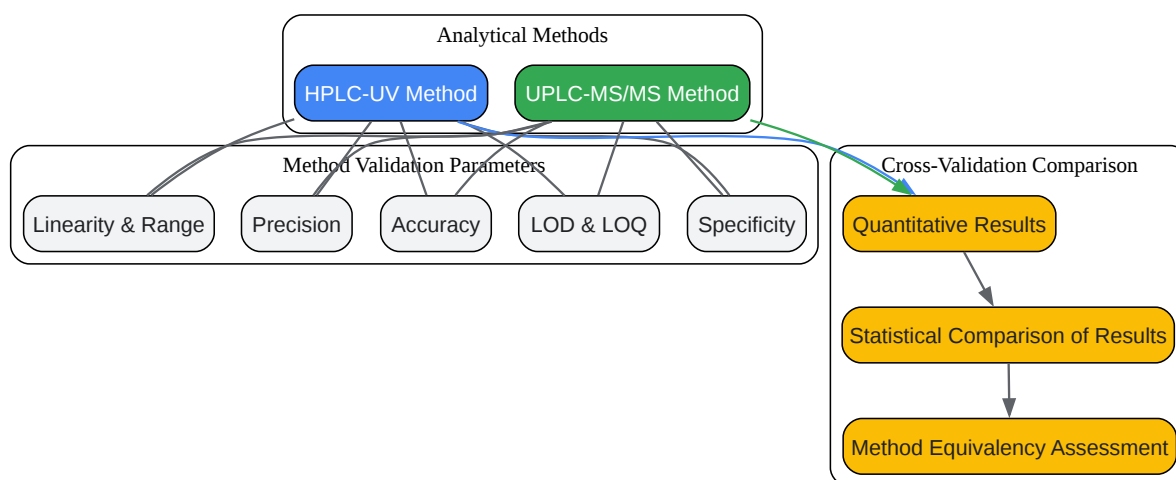 Analytical Methods
HPLC-UV Method
UPLC-MS/MS Method
Method Validation Parameters
Linearity & Range
Precision
Accuracy
LOD & LOQ
Specificity
Cross-Validation Comparison
Quantitative Results
Statistical Comparison of Results
Method Equivalency Assessment